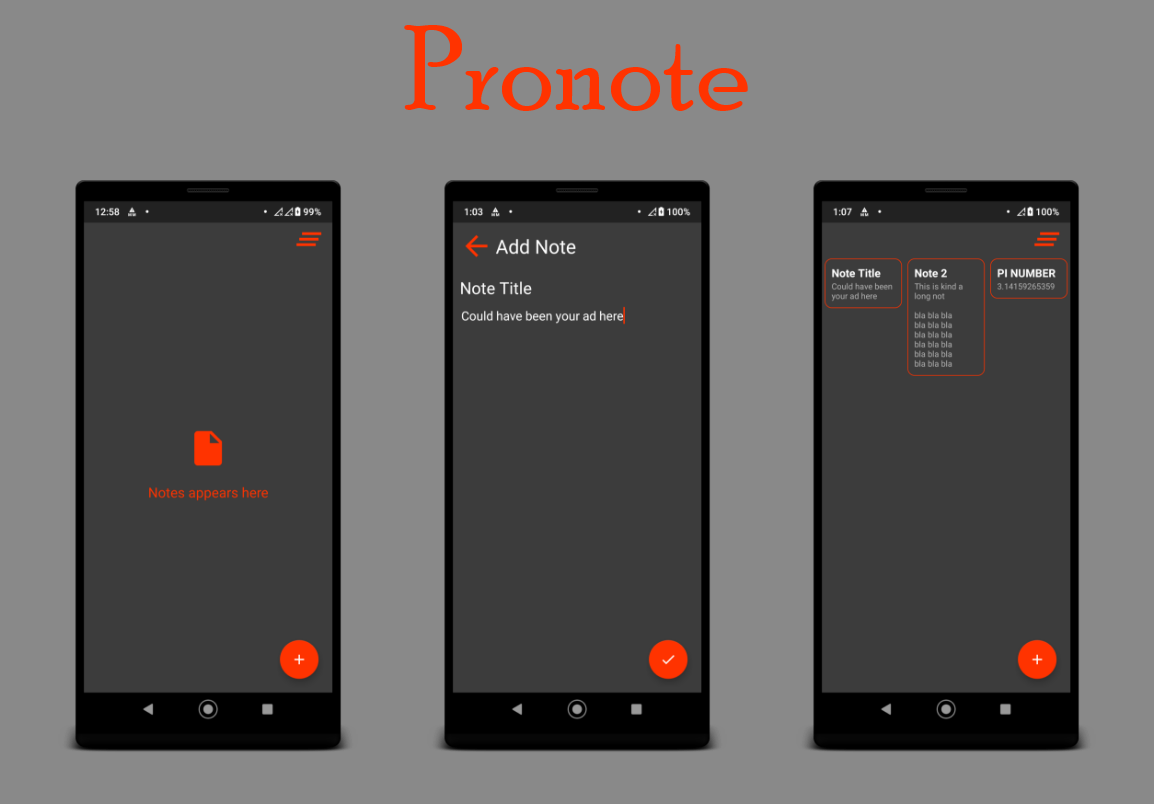 Pronote
12:58
99%
Notes appears here
1:03
100%
Add Note
Note Title
Could have been your ad here
1:07
100%
Note Title
Could have been
your ad here
Note 2
This is kind a
long not
bla bla bla
bla bla bla
bla bla bla
bla bla bla
bla bla bla
bla bla bla
PI NUMBER
3.14159265359